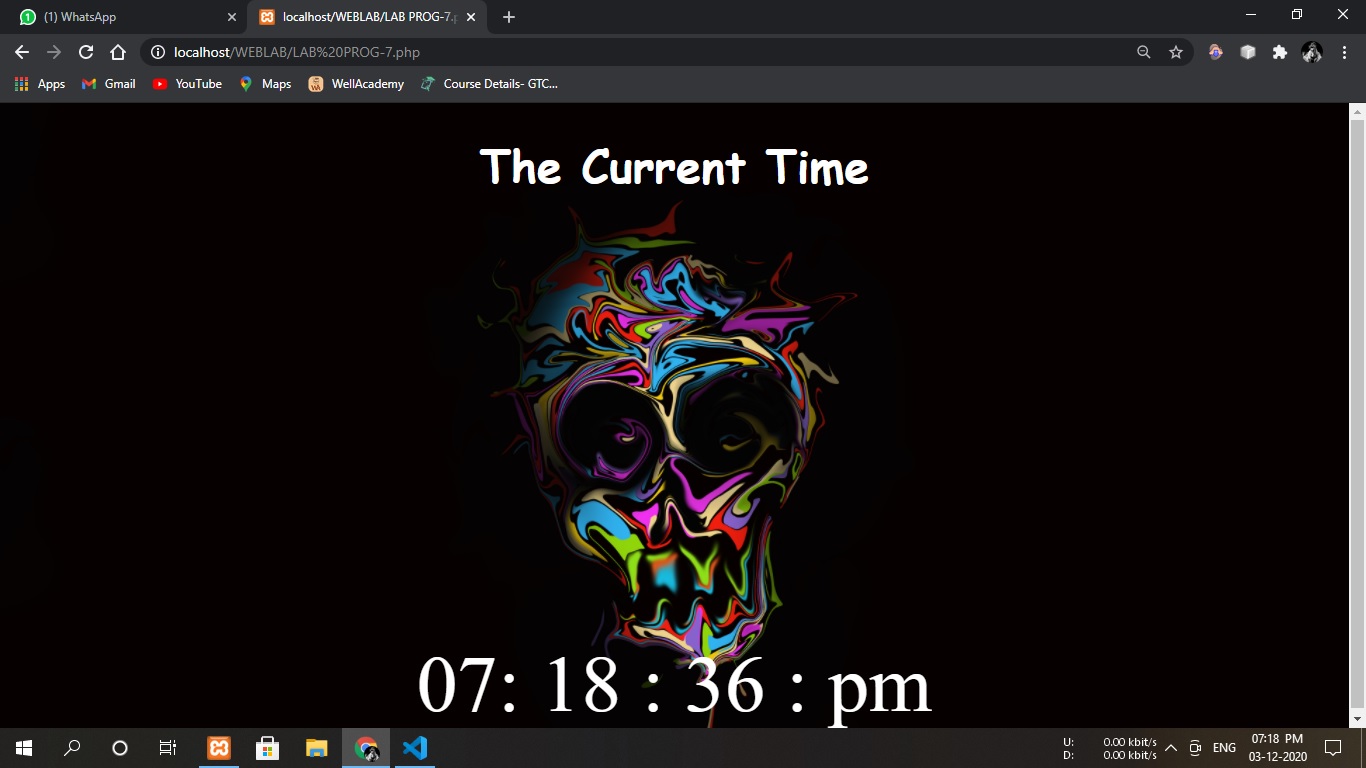 (1) WhatsApp
localhost/WEBLAB/LAB PROG-7.p
localhost/WEBLAB/LAB%20PROG-7.php
Apps Gmail YouTube Maps WellAcademy Course Details- GTC...
The Current Time
07: 18 : 36 : pm
U: 0.00 kbit/s
D: 0.00 kbit/s
ENG
07:18 PM
03-12-2020